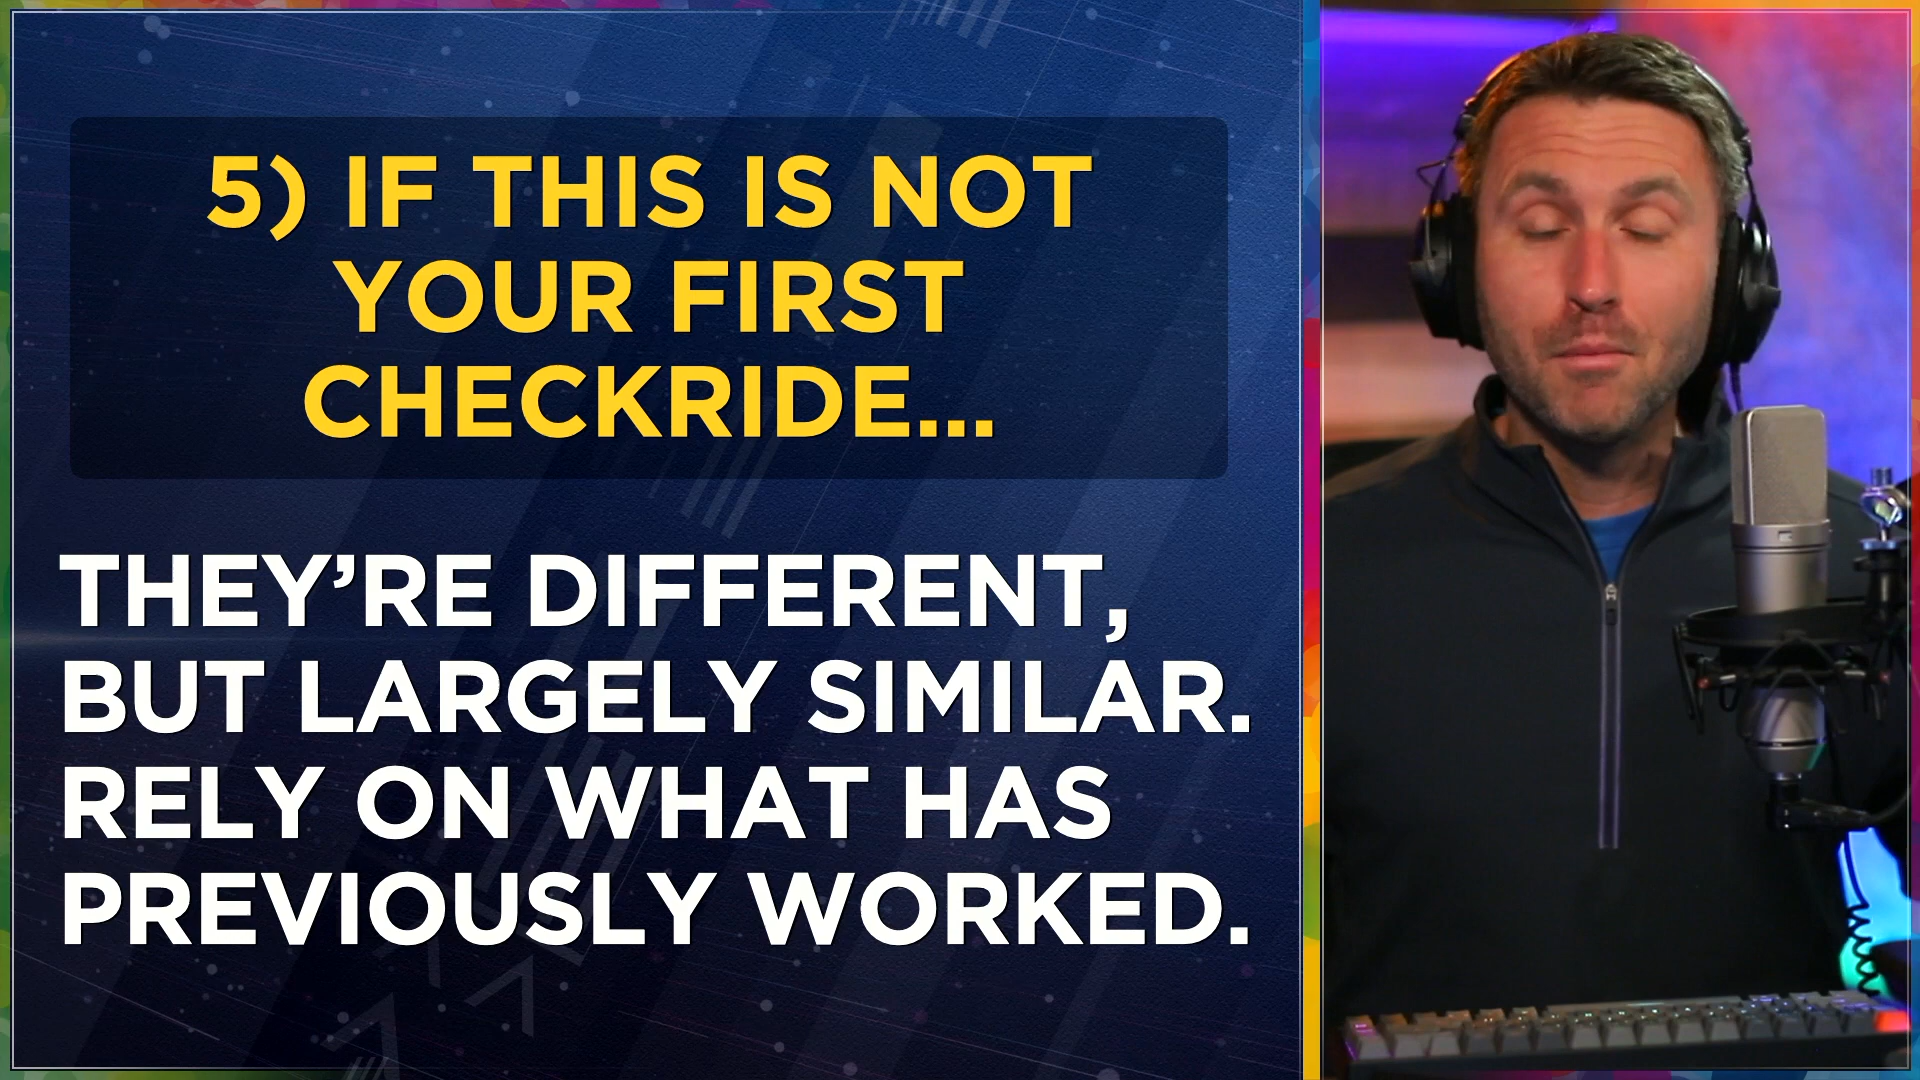 5) IF THIS IS NOT
YOUR FIRST
CHECKRIDE...
THEY’RE DIFFERENT,
BUT LARGELY SIMILAR.
RELY ON WHAT HAS
PREVIOUSLY WORKED.